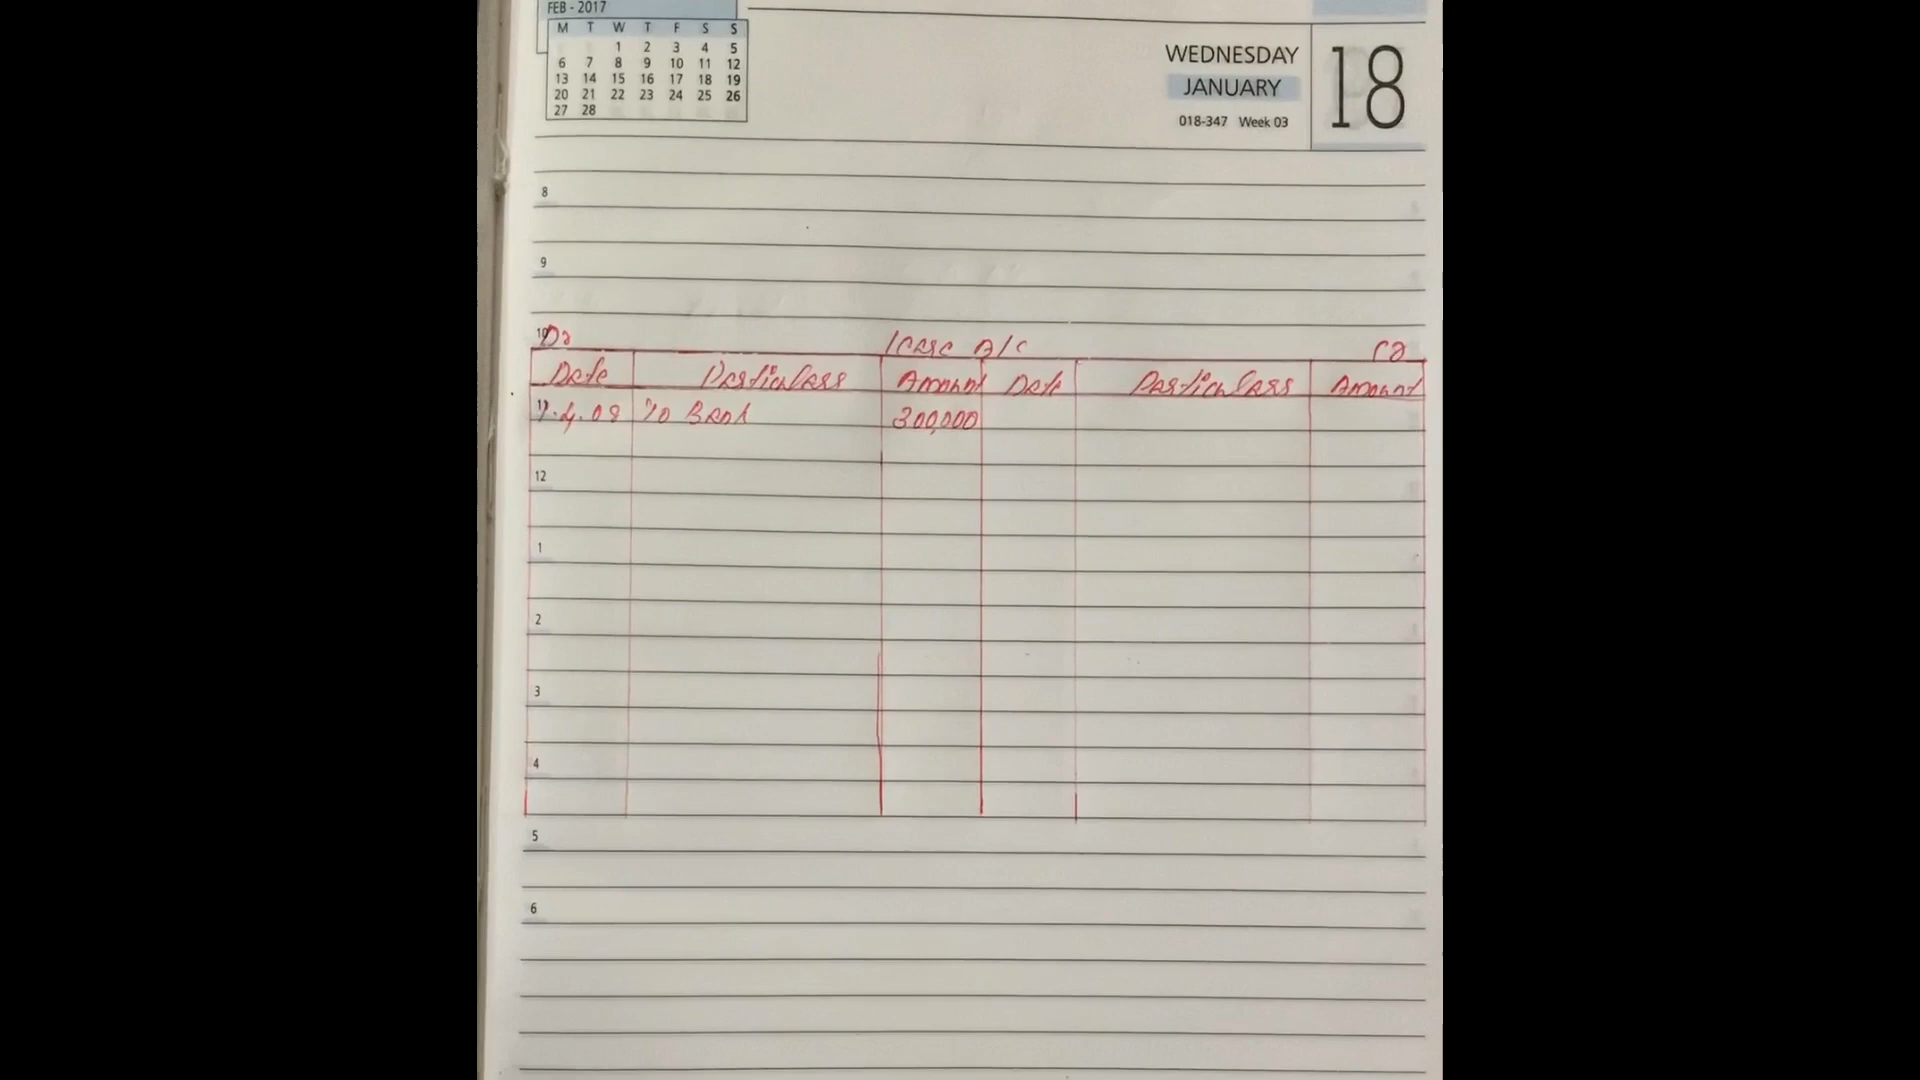 FEB - 2017
M T W T F S S
1 2 3 4 5
6 7 8 9 10 11 12
13 14 15 16 17 18 19
20 21 22 23 24 25 26
27 28
WEDNESDAY
JANUARY
018-347 Week 03
18
8
9
10
Dr Lease A/C Cr
Date Particulars Amount Date Particulars Amount
11
1.4.08 To Bank 300,000
12
1
2
3
4
5
6